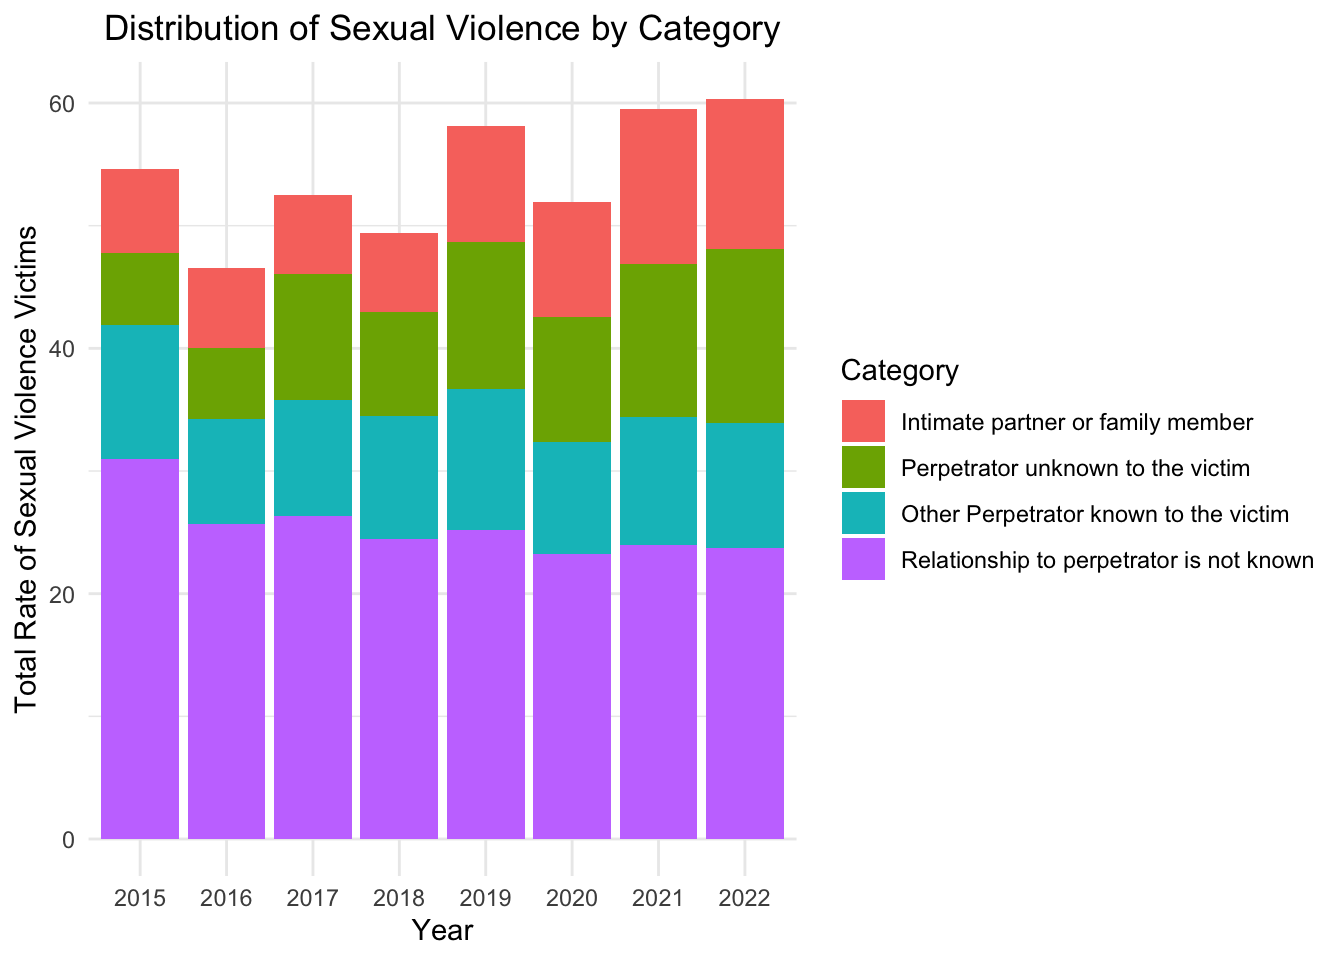 Distribution of Sexual Violence by Category
Total Rate of Sexual Violence Victims
60
40
20
0
2015 2016 2017 2018 2019 2020 2021 2022
Year
Category
Intimate partner or family member
Perpetrator unknown to the victim
Other Perpetrator known to the victim
Relationship to perpetrator is not known